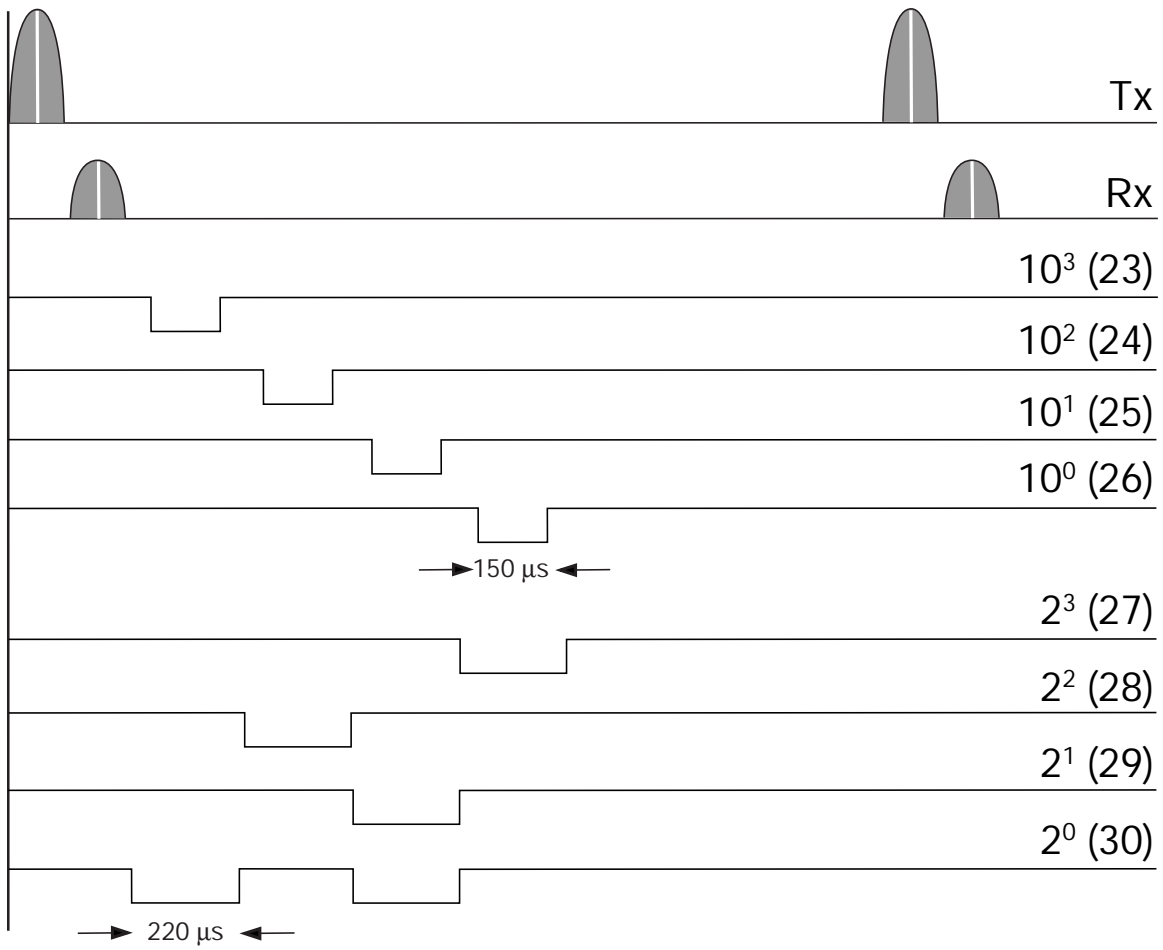 Tx
Rx
10³ (23)
10² (24)
10¹ (25)
10⁰ (26)
150 µs
2³ (27)
2² (28)
2¹ (29)
2⁰ (30)
220 µs